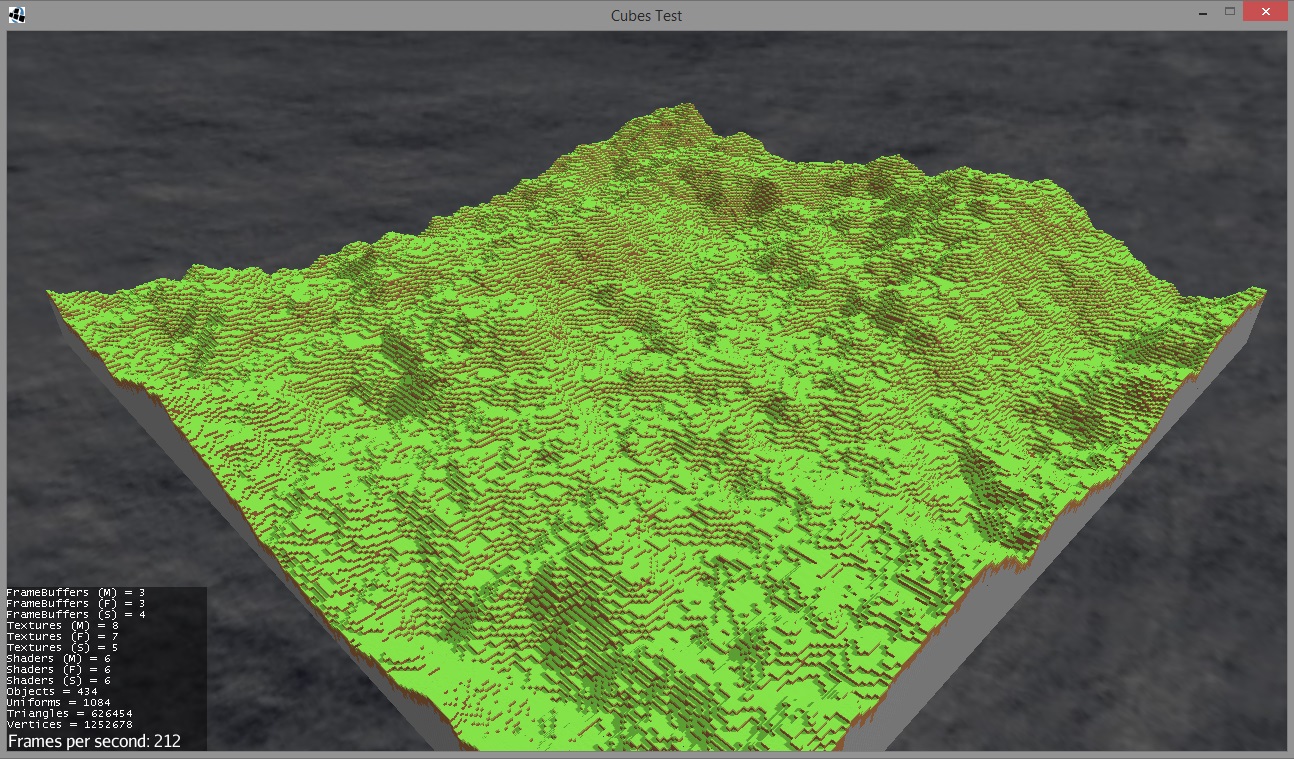 Cubes Test
FrameBuffers (M) = 3
FrameBuffers (F) = 3
FrameBuffers (S) = 4
Textures (M) = 8
Textures (F) = 7
Textures (S) = 5
Shaders (M) = 6
Shaders (F) = 6
Shaders (S) = 6
Objects = 434
Uniforms = 1084
Triangles = 626454
Vertices = 1252678
Frames per second: 212